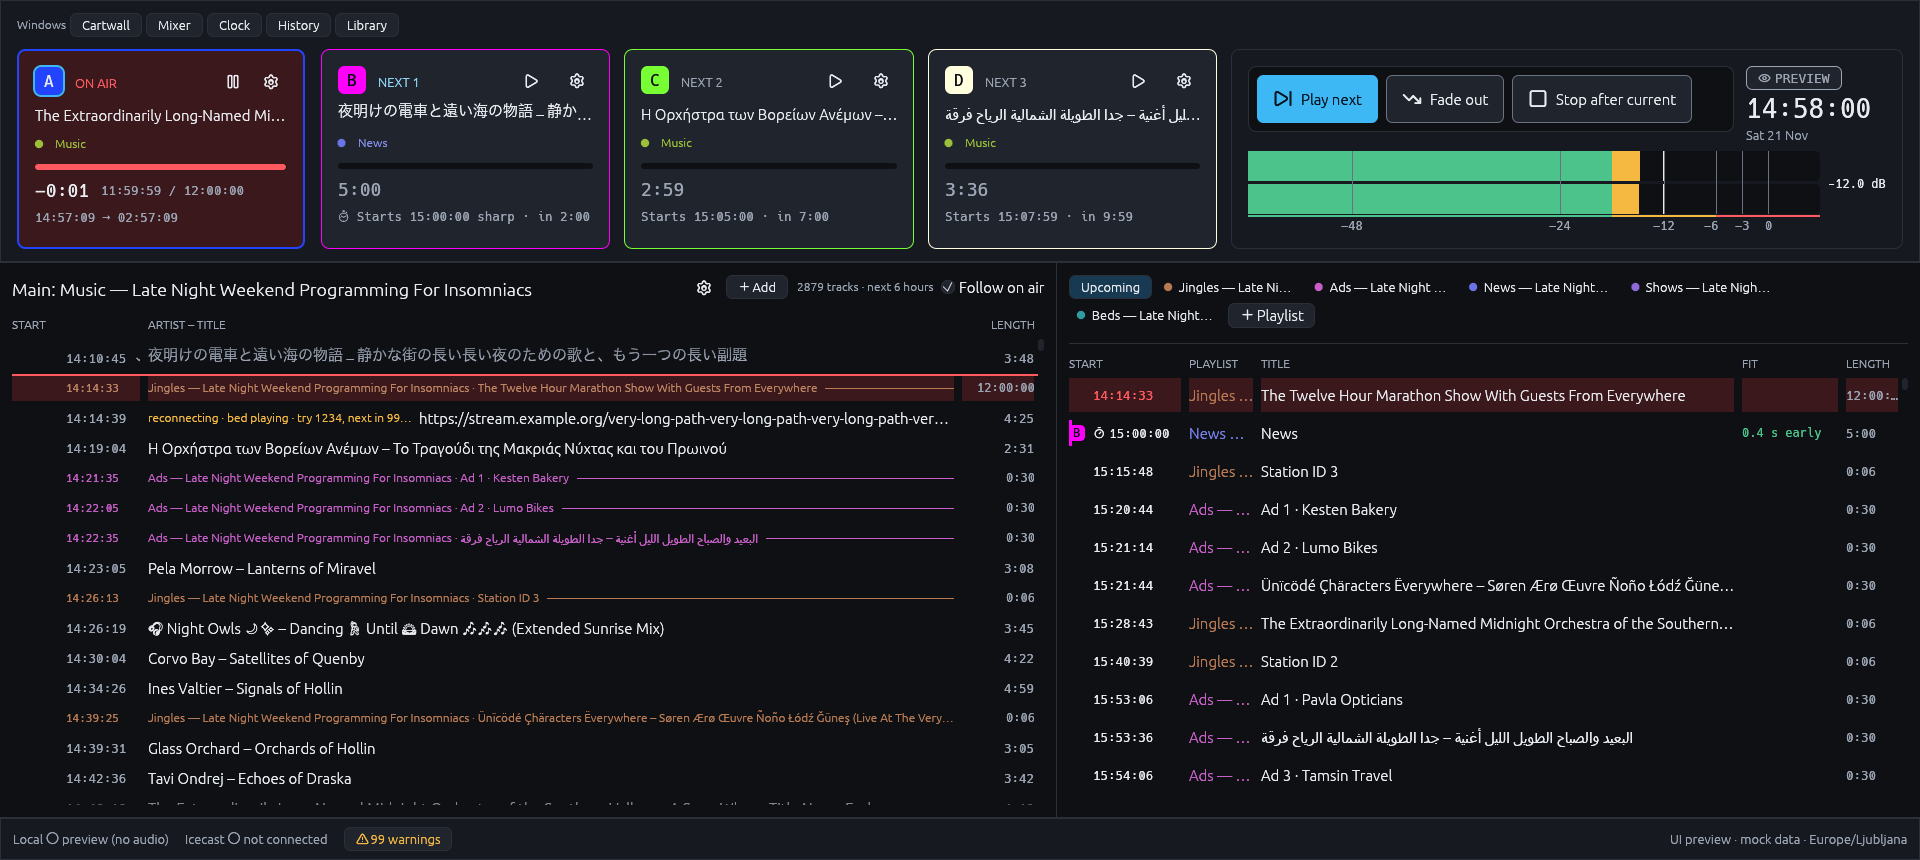 Windows Cartwall Mixer Clock History Library
A ON AIR
The Extraordinarily Long-Named Mi…
Music
−0:01 11:59:59 / 12:00:00
14:57:09 → 02:57:09
B NEXT 1
夜明けの電車と遠い海の物語 – 静か…
News
5:00
Starts 15:00:00 sharp · in 2:00
C NEXT 2
Η Ορχήστρα των Βορείων Ανέμων –…
Music
2:59
Starts 15:05:00 · in 7:00
D NEXT 3
فرقة الرياح الشمالية الطويلة جدا – أغنية الليل…
Music
3:36
Starts 15:07:59 · in 9:59
Play next Fade out Stop after current
PREVIEW
14:58:00
Sat 21 Nov
-12.0 dB
−48 −24 −12 −6 −3 0
Main: Music — Late Night Weekend Programming For Insomniacs
+ Add 2879 tracks · next 6 hours Follow on air
START ARTIST – TITLE LENGTH
14:10:45 夜明けの電車と遠い海の物語 – 静かな街の長い長い夜のための歌と、もう一つの長い副題 3:48
14:14:33 Jingles — Late Night Weekend Programming For Insomniacs · The Twelve Hour Marathon Show With Guests From Everywhere 12:00:00
14:14:39 reconnecting · bed playing · try 1234, next in 99… https://stream.example.org/very-long-path-very-long-path-very-long-path-ver… 4:25
14:19:04 Η Ορχήστρα των Βορείων Ανέμων – Το Τραγούδι της Μακριάς Νύχτας και του Πρωινού 2:31
14:21:35 Ads — Late Night Weekend Programming For Insomniacs · Ad 1 · Kesten Bakery 0:30
14:22:05 Ads — Late Night Weekend Programming For Insomniacs · Ad 2 · Lumo Bikes 0:30
14:22:35 Ads — Late Night Weekend Programming For Insomniacs · فرقة الرياح الشمالية الطويلة جدا – أغنية الليل الطويل والصباح البعيد 0:30
14:23:05 Pela Morrow – Lanterns of Miravel 3:08
14:26:13 Jingles — Late Night Weekend Programming For Insomniacs · Station ID 3 0:06
14:26:19 🎧 Night Owls 🌙✨ – Dancing 💃 Until 🌅 Dawn 🎶🎶🎶 (Extended Sunrise Mix) 3:45
14:30:04 Corvo Bay – Satellites of Quenby 4:22
14:34:26 Ines Valtier – Signals of Hollin 4:59
14:39:25 Jingles — Late Night Weekend Programming For Insomniacs · Ünïcödé Çhäracters Ëverywhere – Søren Ærø Œuvre Ñoño Łódź Ğüneş (Live At The Very… 0:06
14:39:31 Glass Orchard – Orchards of Hollin 3:05
14:42:36 Tavi Ondrej – Echoes of Draska 3:42
Upcoming Jingles — Late Ni… Ads — Late Night … News — Late Night… Shows — Late Nigh…
Beds — Late Night… + Playlist
START PLAYLIST TITLE FIT LENGTH
14:14:33 Jingles … The Twelve Hour Marathon Show With Guests From Everywhere 12:00:…
B 15:00:00 News … News 0.4 s early 5:00
15:15:48 Jingles … Station ID 3 0:06
15:20:44 Ads — … Ad 1 · Kesten Bakery 0:30
15:21:14 Ads — … Ad 2 · Lumo Bikes 0:30
15:21:44 Ads — … Ünïcödé Çhäracters Ëverywhere – Søren Ærø Œuvre Ñoño Łódź Ğüne… 0:30
15:28:43 Jingles … The Extraordinarily Long-Named Midnight Orchestra of the Southern… 0:06
15:40:39 Jingles … Station ID 2 0:06
15:53:06 Ads — … Ad 1 · Pavla Opticians 0:30
15:53:36 Ads — … فرقة الرياح الشمالية الطويلة جدا – أغنية الليل الطويل والصباح البعيد 0:30
15:54:06 Ads — … Ad 3 · Tamsin Travel 0:30
Local preview (no audio) Icecast not connected 99 warnings
UI preview · mock data · Europe/Ljubljana